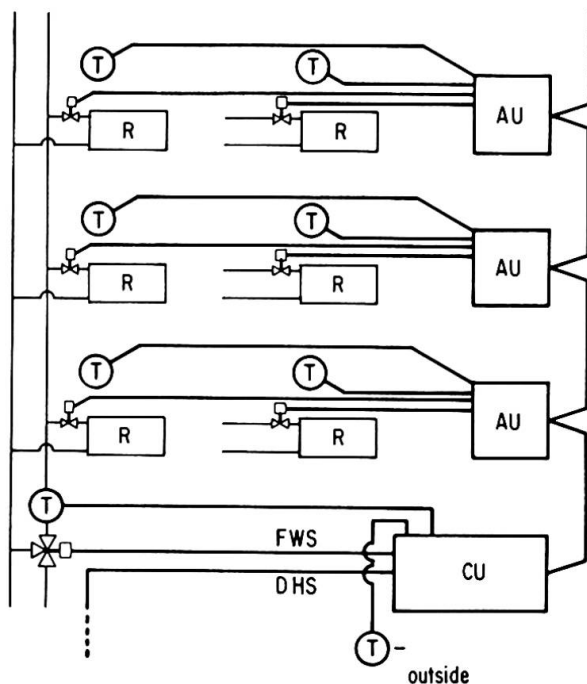 T T AU
R R
T T AU
R R
T T AU
R R
T
FWS
CU
DHS
T –
outside